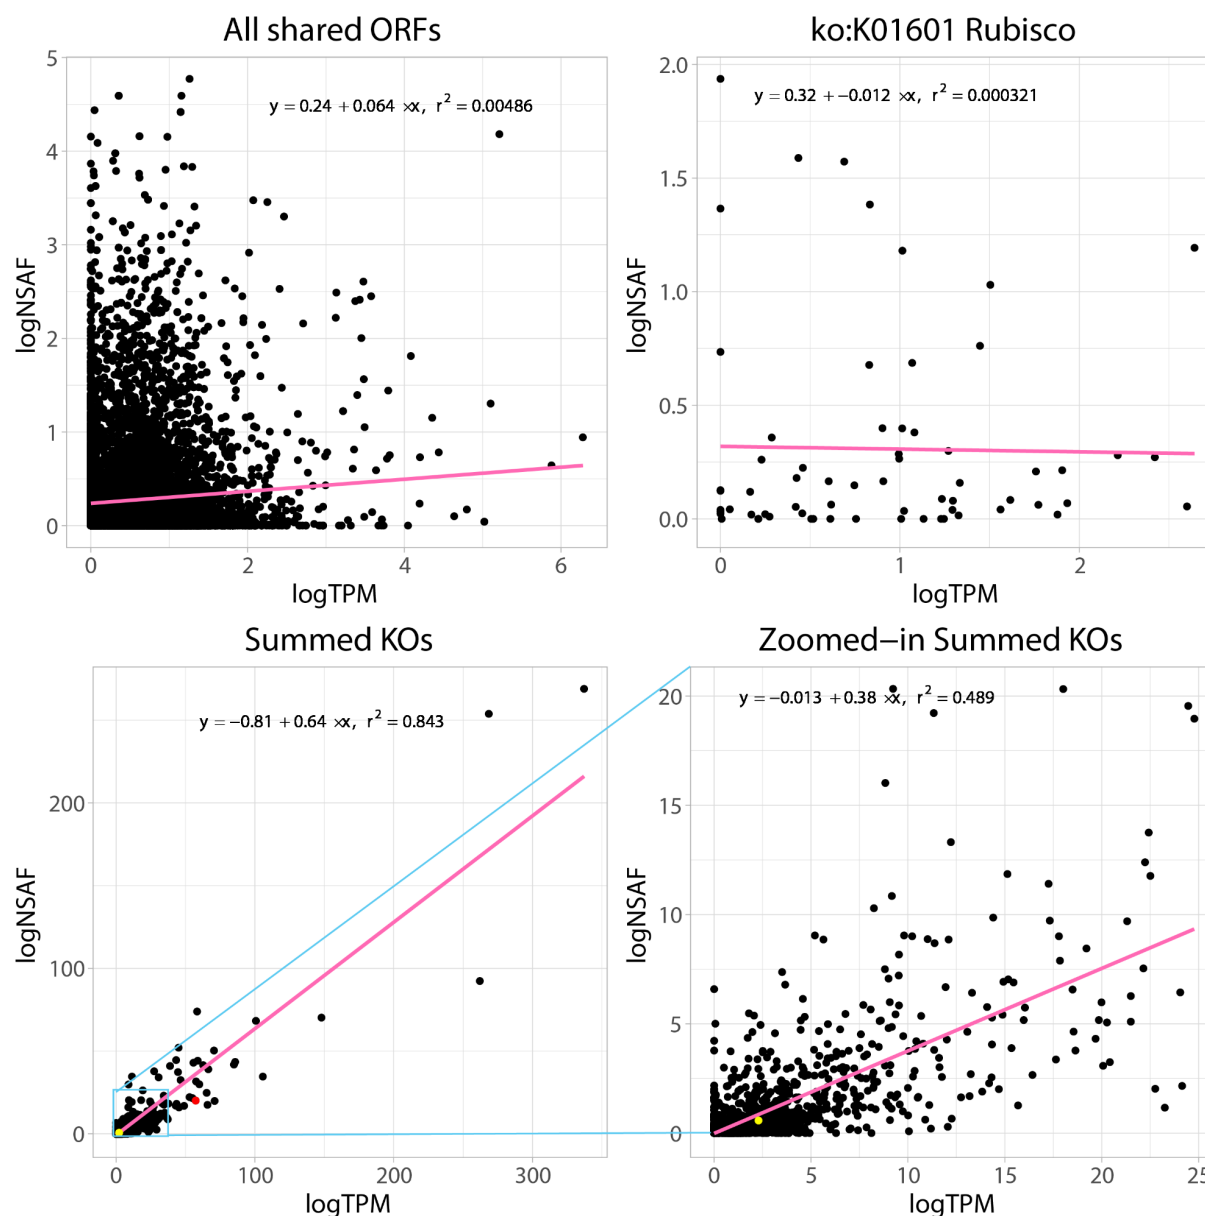 All shared ORFs
y = 0.24 + 0.064 ×x, r² = 0.00486
5
4
3
2
1
0
logNSAF
0 2 4 6
logTPM
ko:K01601 Rubisco
y = 0.32 + −0.012 ×x, r² = 0.000321
2.0
1.5
1.0
0.5
0.0
logNSAF
0 1 2
logTPM
Summed KOs
y = −0.81 + 0.64 ×x, r² = 0.843
200
100
0
logNSAF
0 100 200 300
logTPM
Zoomed−in Summed KOs
y = −0.013 + 0.38 ×x, r² = 0.489
20
15
10
5
0
logNSAF
0 5 10 15 20 25
logTPM